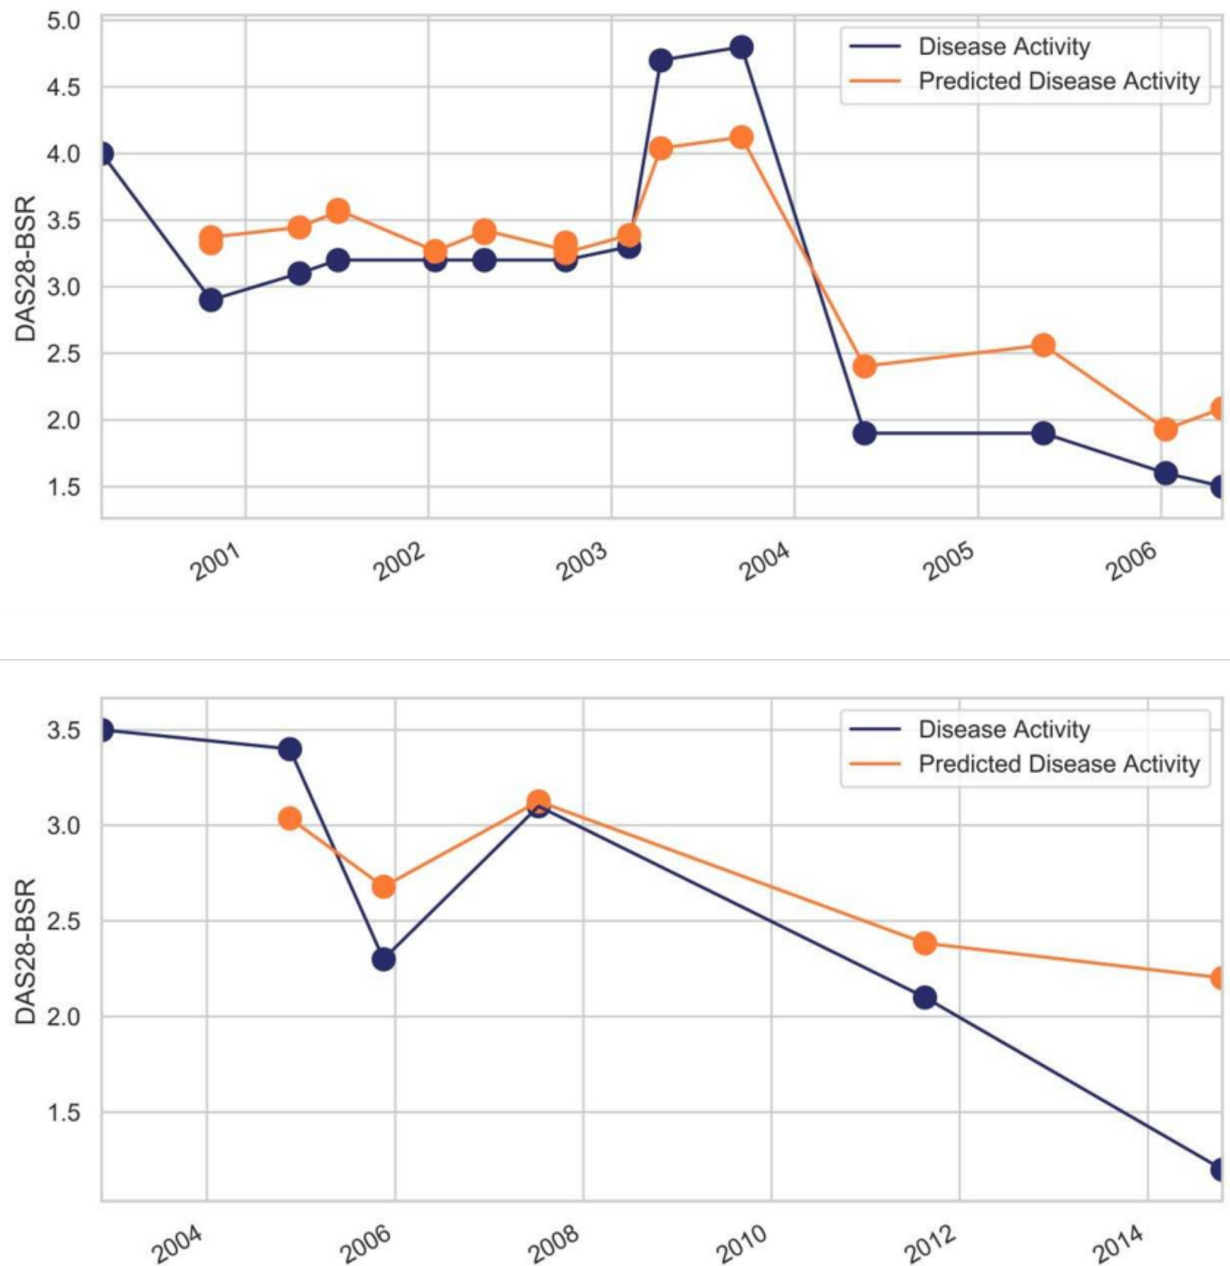 5.0
4.5
4.0
3.5
3.0
2.5
2.0
1.5
DAS28-BSR
Disease Activity
Predicted Disease Activity
2001 2002 2003 2004 2005 2006
3.5
3.0
2.5
2.0
1.5
DAS28-BSR
Disease Activity
Predicted Disease Activity
2004 2006 2008 2010 2012 2014